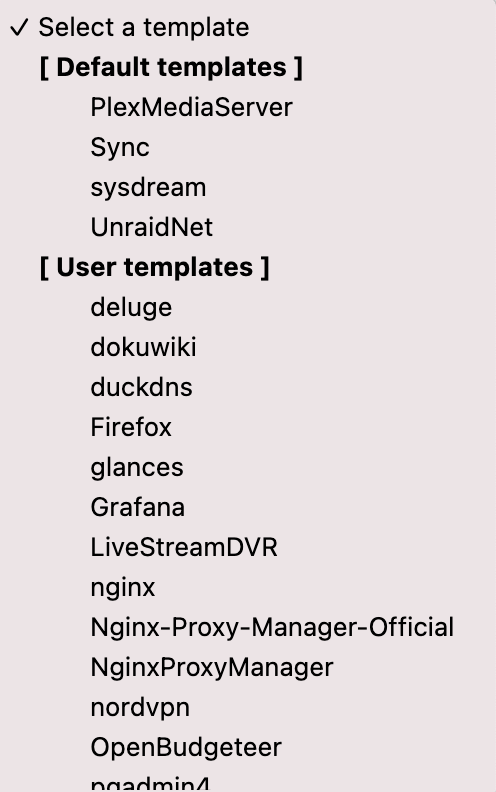 ✓ Select a template
[ Default templates ]
PlexMediaServer
Sync
sysdream
UnraidNet
[ User templates ]
deluge
dokuwiki
duckdns
Firefox
glances
Grafana
LiveStreamDVR
nginx
Nginx-Proxy-Manager-Official
NginxProxyManager
nordvpn
OpenBudgeteer
pgadmin4